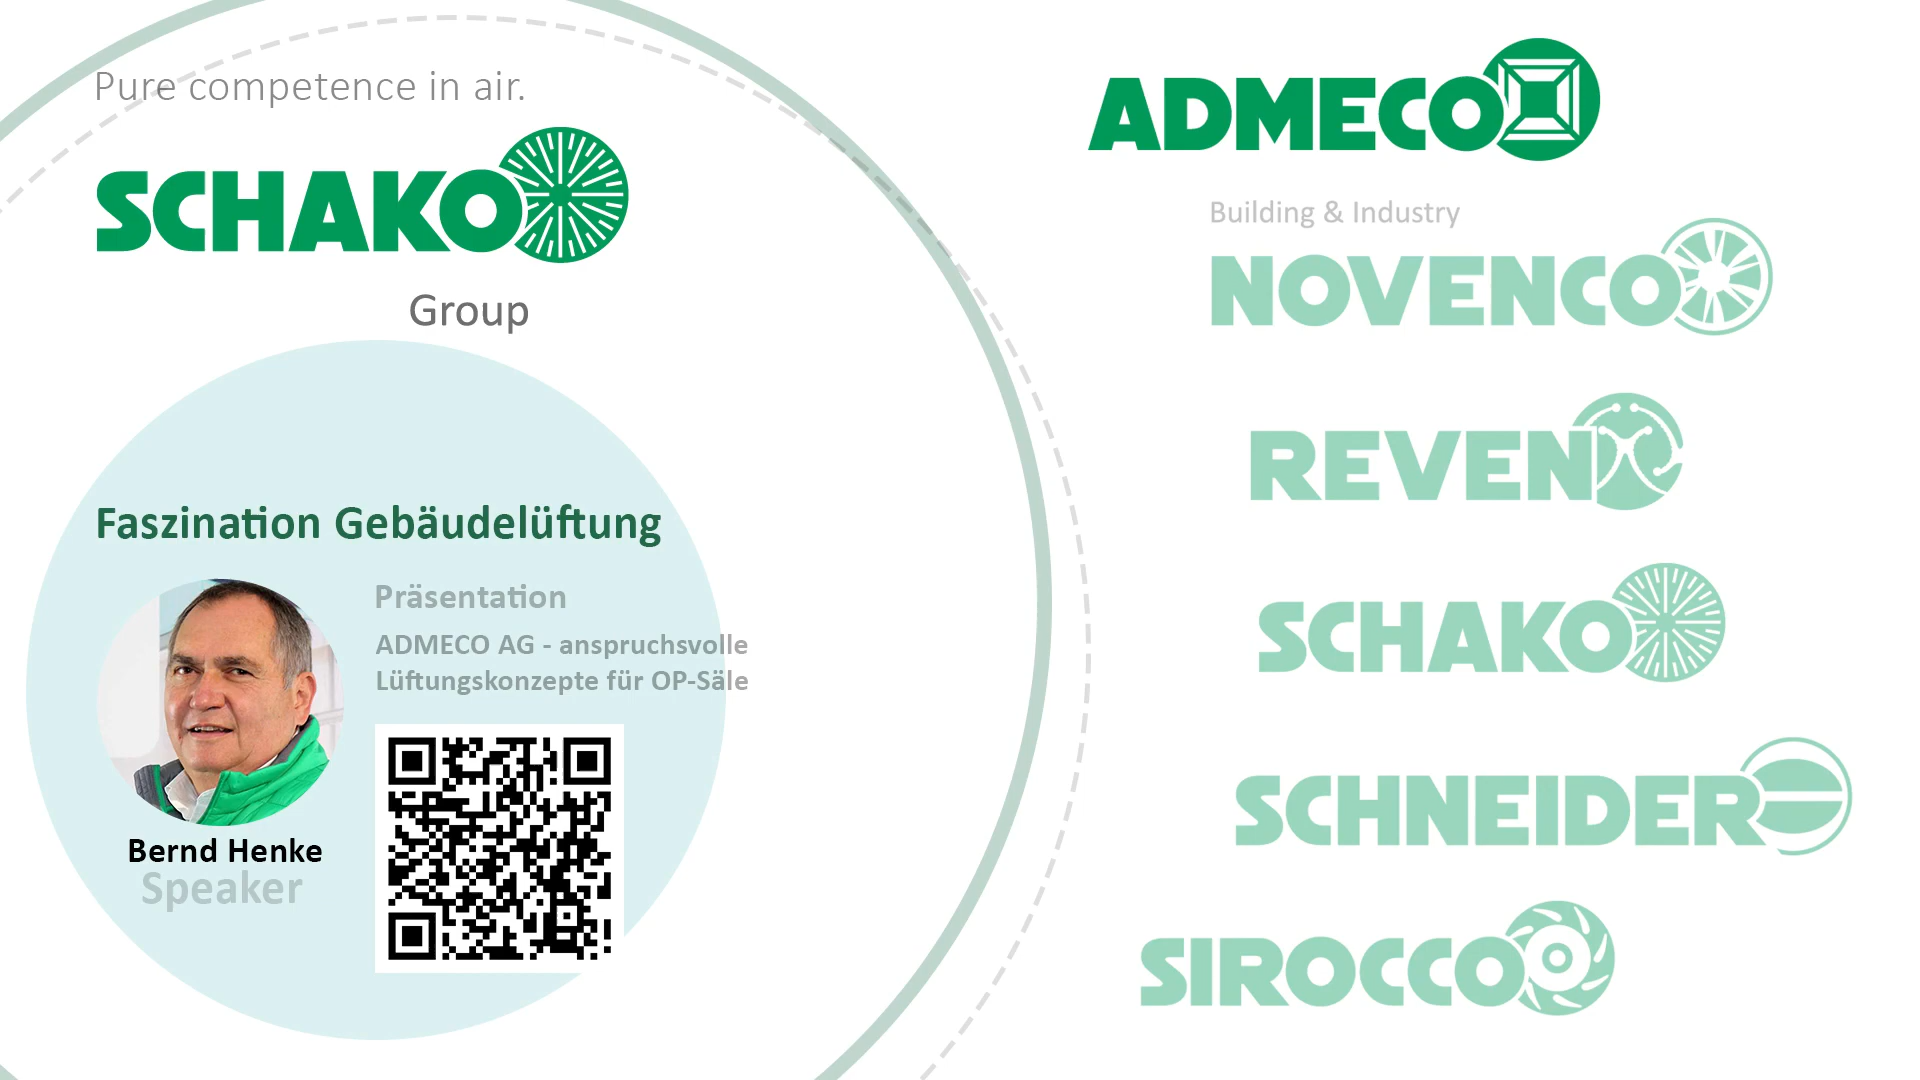 Pure competence in air.
SCHAKO
Group
Faszination Gebäudelüftung
Präsentation
ADMECO AG - anspruchsvolle
Lüftungskonzepte für OP-Säle
Bernd Henke
Speaker
ADMECO
Building & Industry
NOVENCO
REVEN
SCHAKO
SCHNEIDER
SIROCCO